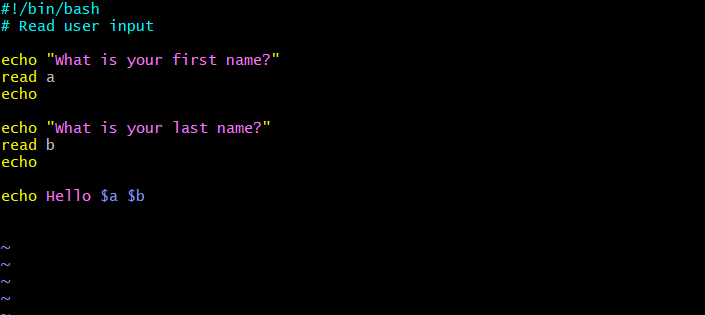 #!/bin/bash
# Read user input
echo "What is your first name?"
read a
echo
echo "What is your last name?"
read b
echo
echo Hello $a $b
~
~
~
~
~